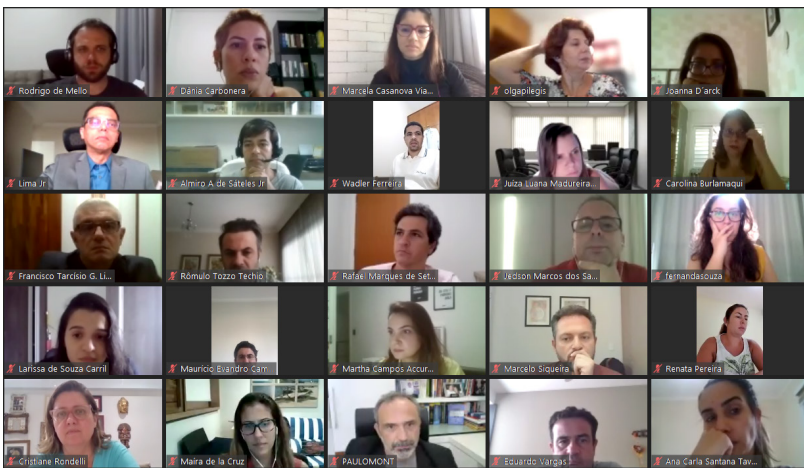 Rodrigo de Mello
Dânia Carbonera
Marcela Casanova Via...
olgapilegis
Joanna D´arck
Lima Jr
Almiro A de Sáteles Jr
Wadler Ferreira
Juíza Luana Madureira...
Carolina Burlamaqui
Francisco Tarcísio G. Li...
Rômulo Tozzo Techio
Rafael Marques de Set...
Jedson Marcos dos Sa...
fernandasouza
Larissa de Souza Carril
Maurício Evandro Cam
Martha Campos Accur...
Marcelo Siqueira
Renata Pereira
Cristiane Rondelli
Maira de la Cruz
PAULOMONT
Eduardo Vargas
Ana Carla Santana Tav...